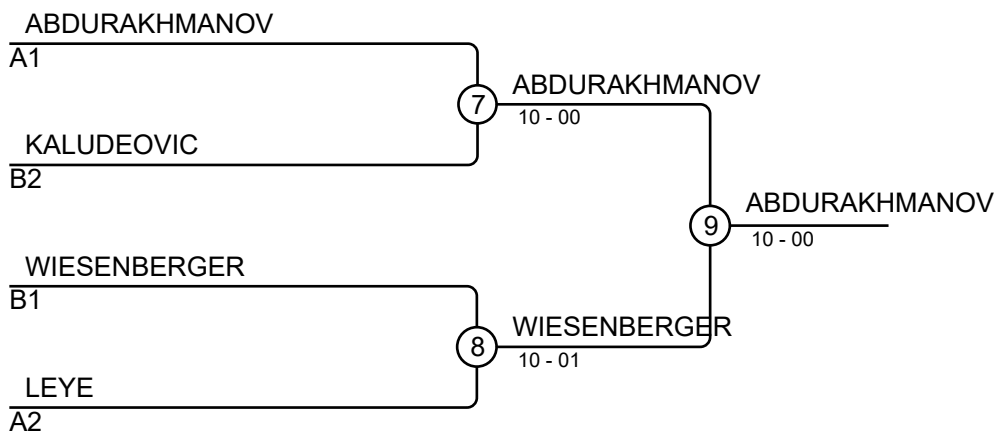 ABDURAKHMANOV
A1
7
ABDURAKHMANOV
10 - 00
KALUDEOVIC
B2
9
ABDURAKHMANOV
10 - 00
WIESENBERGER
B1
8
WIESENBERGER
10 - 01
LEYE
A2